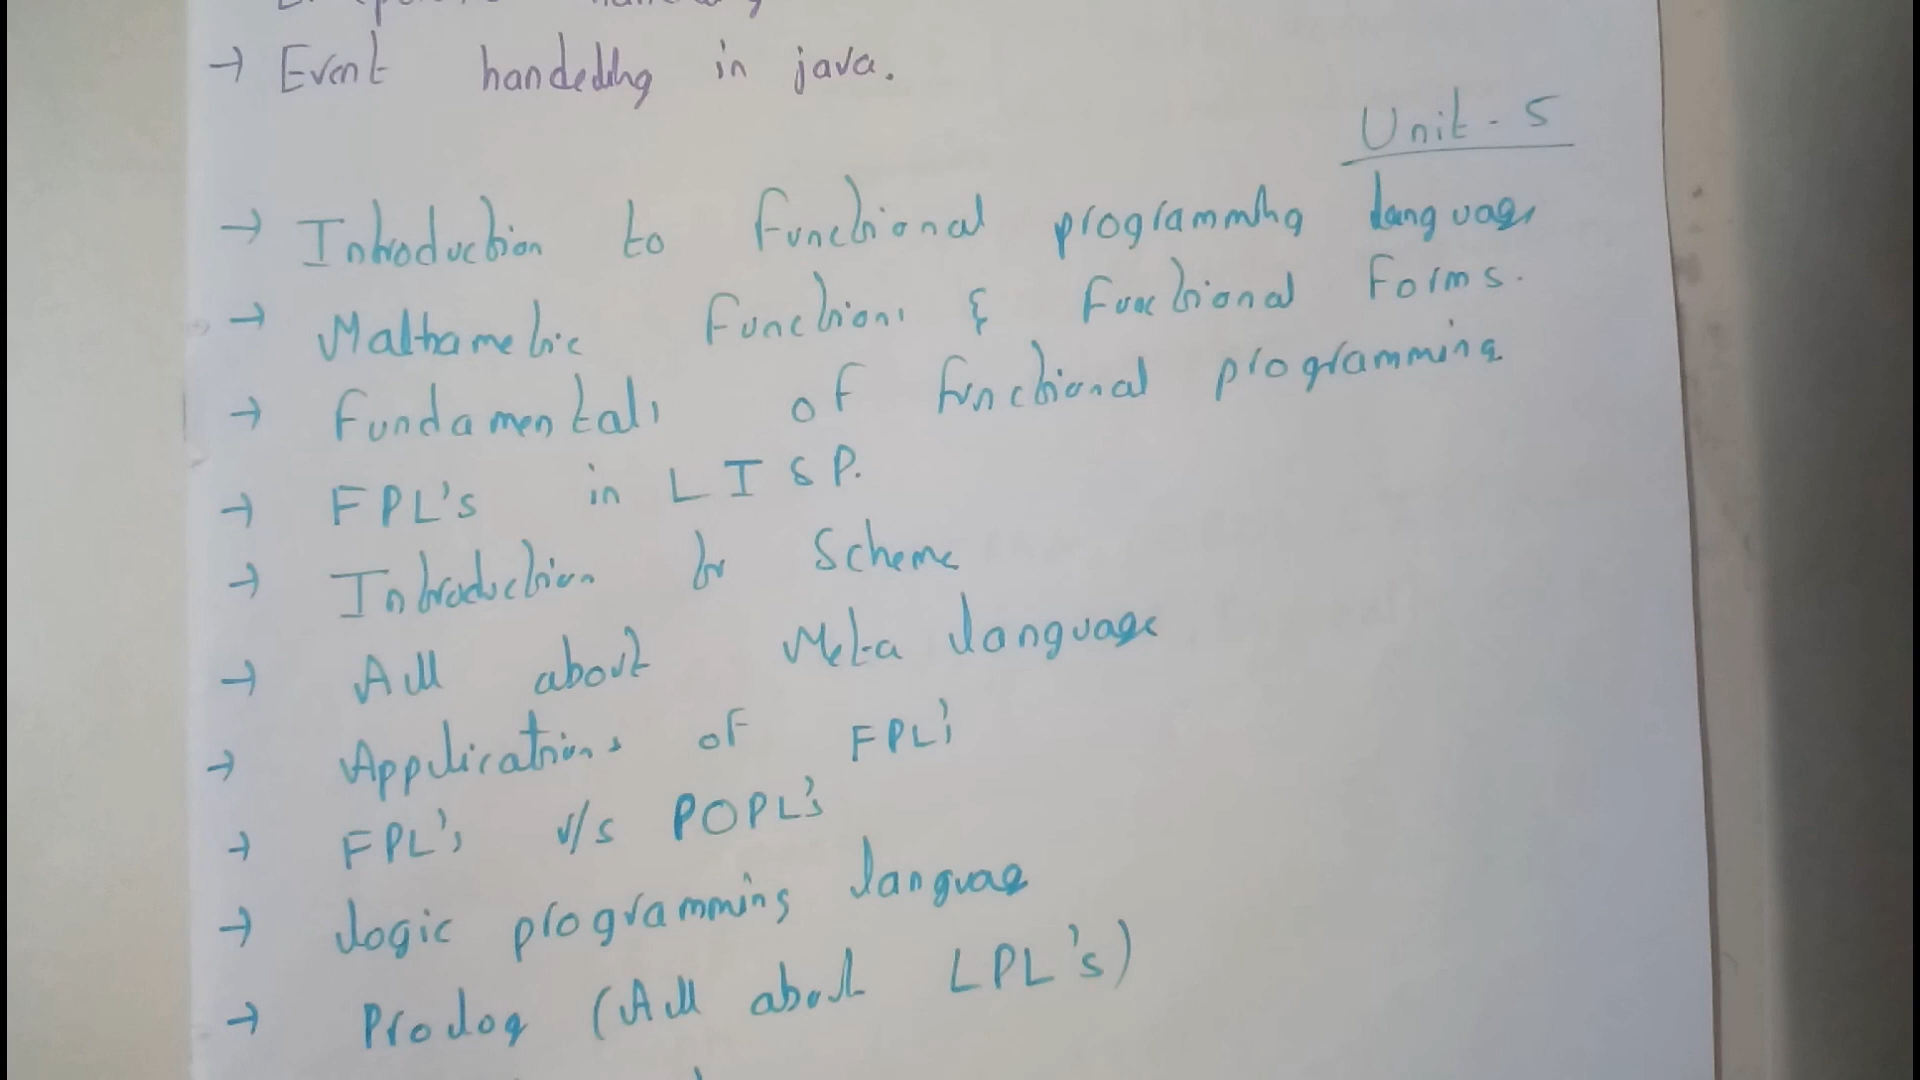 → Event handedling in java.
Unit - 5
→ Introduction to functional programming language
→ Mathametic functions & functional forms.
→ fundamentals of functional programming
→ FPL's in LISP.
→ Introduction to Scheme
→ All about Meta language
→ Applications of FPL's
→ FPL's v/s POPL's
→ logic programming language
→ Prolog (All about LPL's)